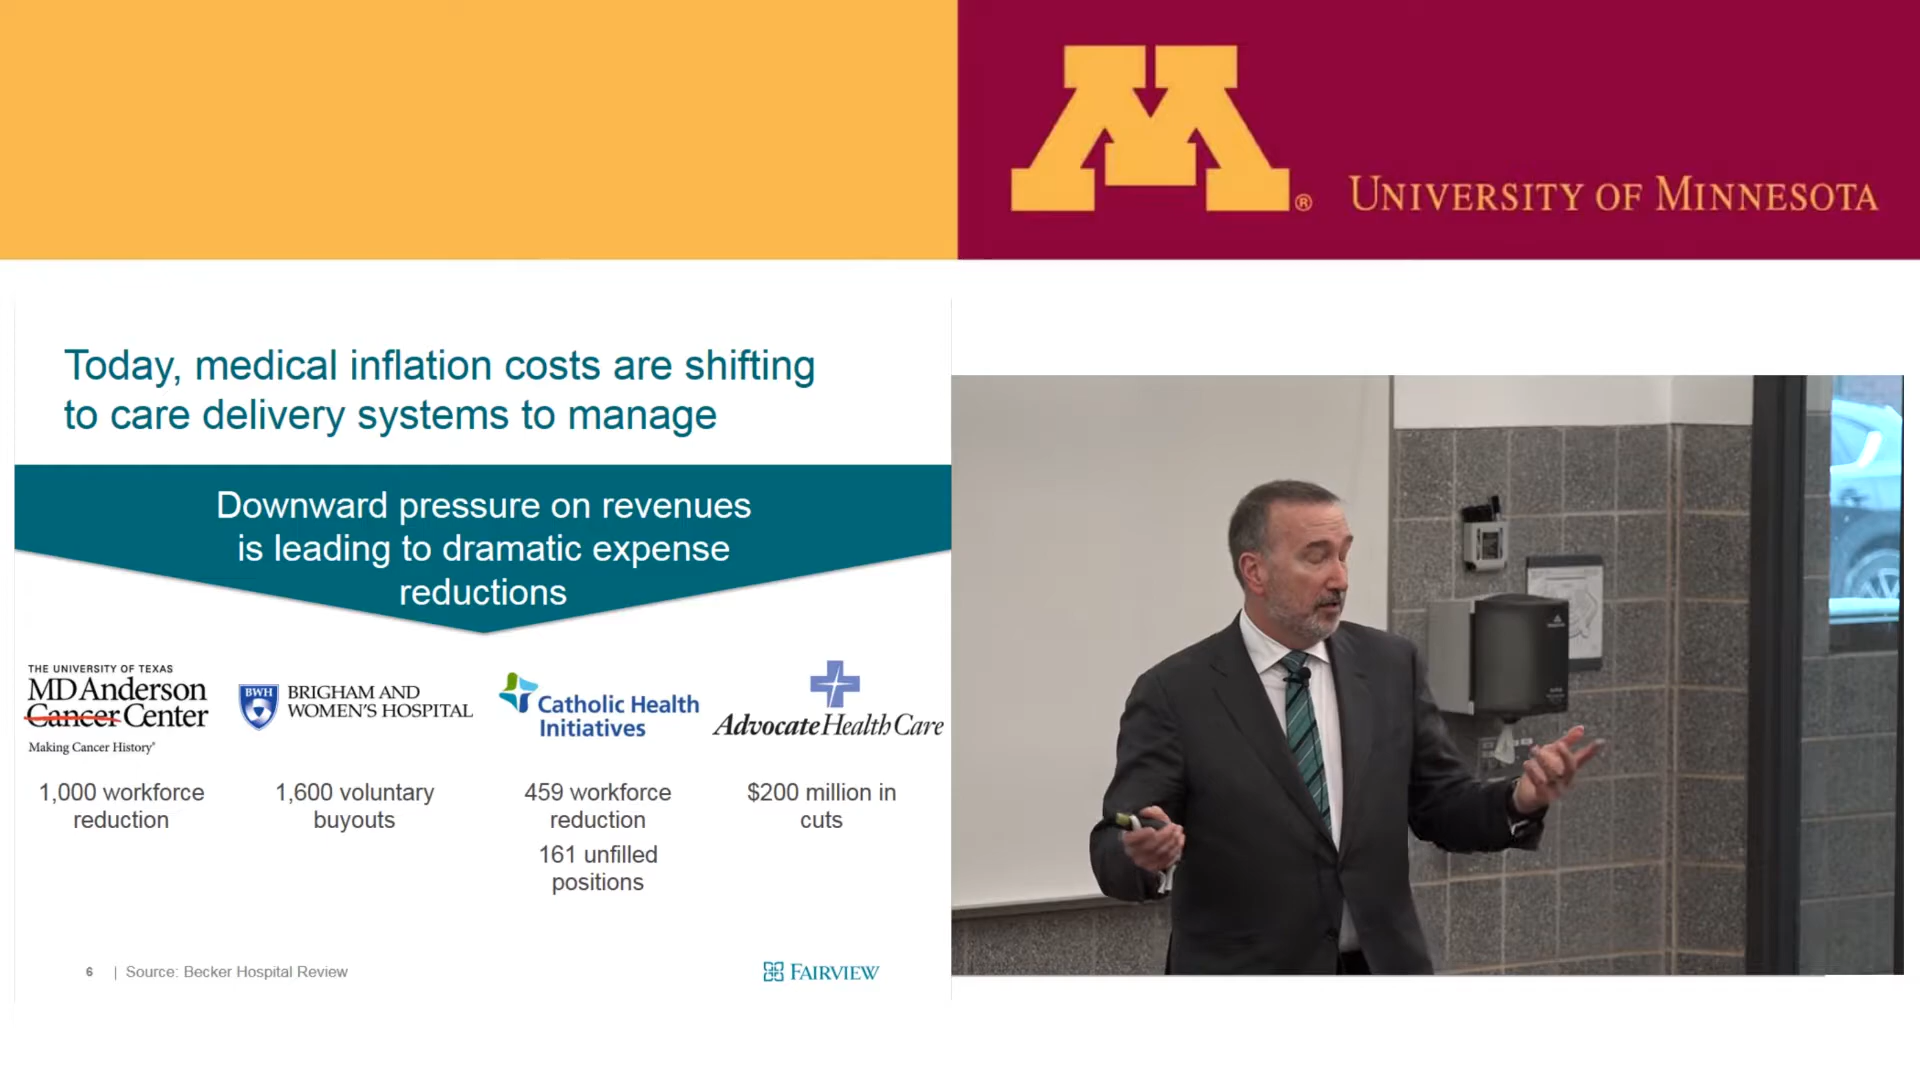 M®
UNIVERSITY OF MINNESOTA
Today, medical inflation costs are shifting
to care delivery systems to manage
Downward pressure on revenues
is leading to dramatic expense
reductions
THE UNIVERSITY OF TEXAS
MD Anderson
Cancer Center
Making Cancer History®
BWH
BRIGHAM AND
WOMEN'S HOSPITAL
Catholic Health
Initiatives
Advocate Health Care
1,000 workforce
reduction
1,600 voluntary
buyouts
459 workforce
reduction
161 unfilled
positions
$200 million in
cuts
6 | Source: Becker Hospital Review
FAIRVIEW